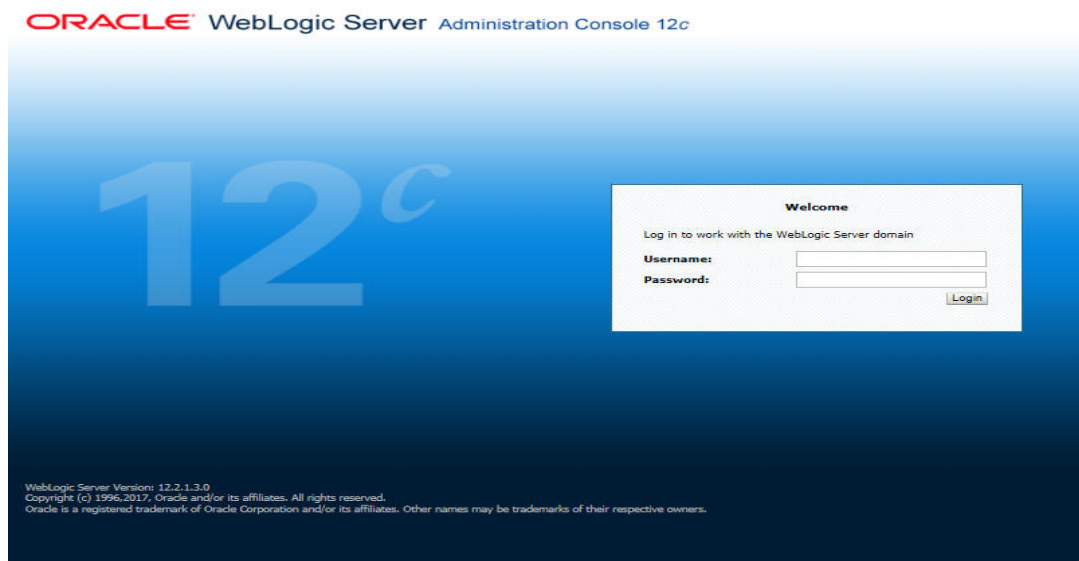 ORACLE® WebLogic Server Administration Console 12c
12c
Welcome
Log in to work with the WebLogic Server domain
Username:
Password:
Login
WebLogic Server Version: 12.2.1.3.0
Copyright (c) 1996,2017, Oracle and/or its affiliates. All rights reserved.
Oracle is a registered trademark of Oracle Corporation and/or its affiliates. Other names may be trademarks of their respective owners.